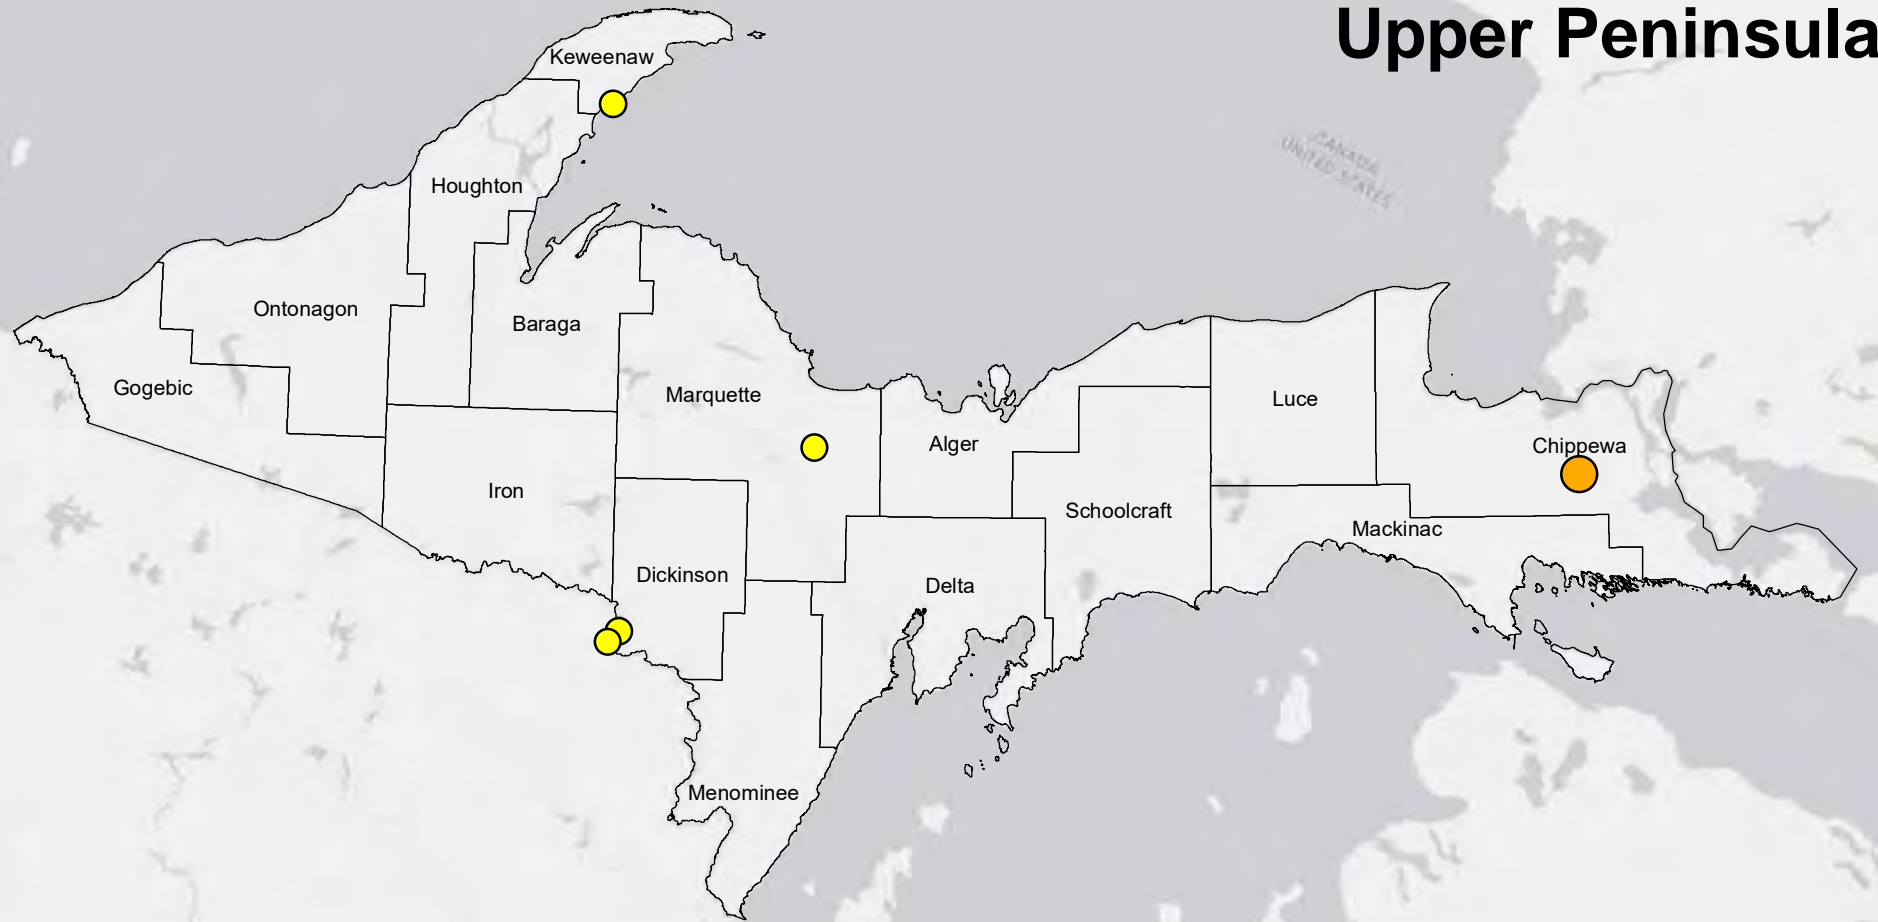 Upper Peninsula
Keweenaw
CANADA
UNITED STATES
Houghton
Ontonagon
Baraga
Gogebic
Marquette
Luce
Alger
Chippewa
Iron
Schoolcraft
Mackinac
Dickinson
Delta
Menominee